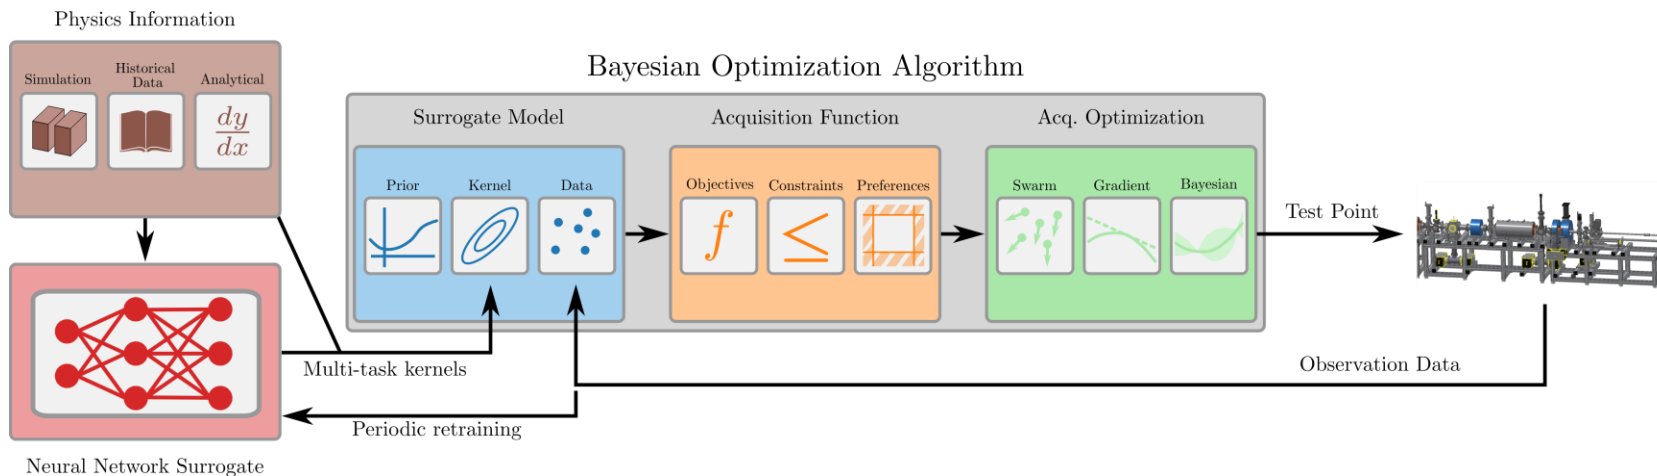 Physics Information
Simulation
Historical
Data
Analytical
dy
dx
Bayesian Optimization Algorithm
Surrogate Model
Acquisition Function
Acq. Optimization
Prior
Kernel
Data
Objectives
Constraints
Preferences
Swarm
Gradient
Bayesian
f
≤
Test Point
Multi-task kernels
Observation Data
Periodic retraining
Neural Network Surrogate